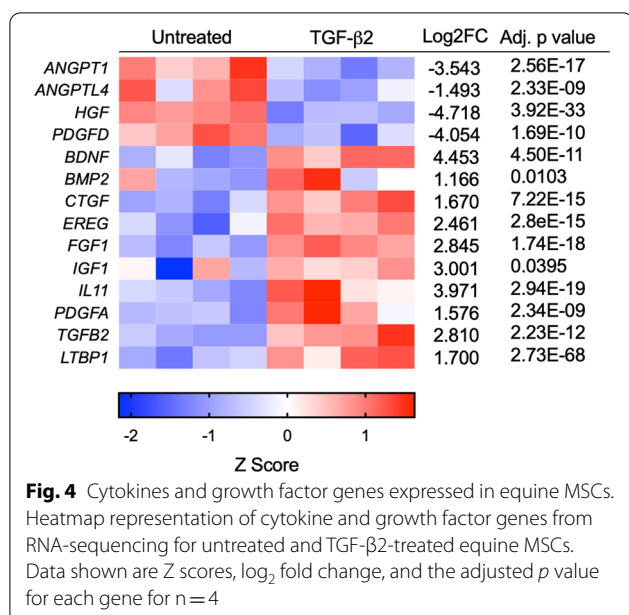 Untreated TGF-β2 Log2FC Adj. p value
ANGPT1 -3.543 2.56E-17
ANGPTL4 -1.493 2.33E-09
HGF -4.718 3.92E-33
PDGFD -4.054 1.69E-10
BDNF 4.453 4.50E-11
BMP2 1.166 0.0103
CTGF 1.670 7.22E-15
EREG 2.461 2.8e-15
FGF1 2.845 1.74E-18
IGF1 3.001 0.0395
IL11 3.971 2.94E-19
PDGFA 1.576 2.34E-09
TGFB2 2.810 2.23E-12
LTBP1 1.700 2.73E-68
-2 -1 0 1
Z Score
Fig. 4 Cytokines and growth factor genes expressed in equine MSCs.
Heatmap representation of cytokine and growth factor genes from
RNA-sequencing for untreated and TGF-β2-treated equine MSCs.
Data shown are Z scores, log₂ fold change, and the adjusted p value
for each gene for n = 4